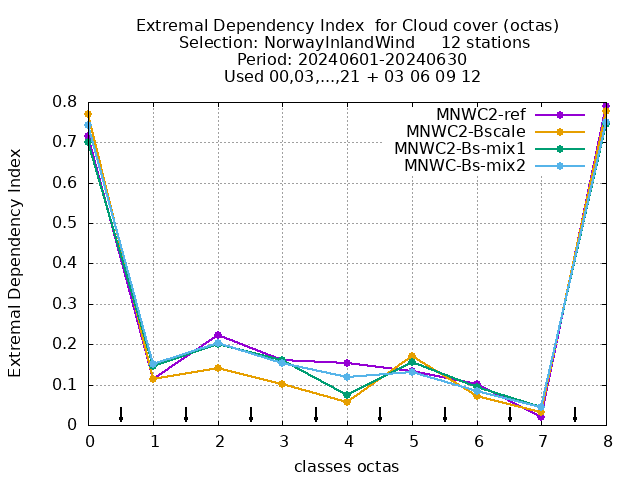 Extremal Dependency Index  for Cloud cover (octas)
Selection: NorwayInlandWind     12 stations
Period: 20240601-20240630
Used 00,03,...,21 + 03 06 09 12
MNWC2-ref
MNWC2-Bscale
MNWC2-Bs-mix1
MNWC-Bs-mix2
Extremal Dependency Index
0.8
0.7
0.6
0.5
0.4
0.3
0.2
0.1
0
0 1 2 3 4 5 6 7 8
classes octas